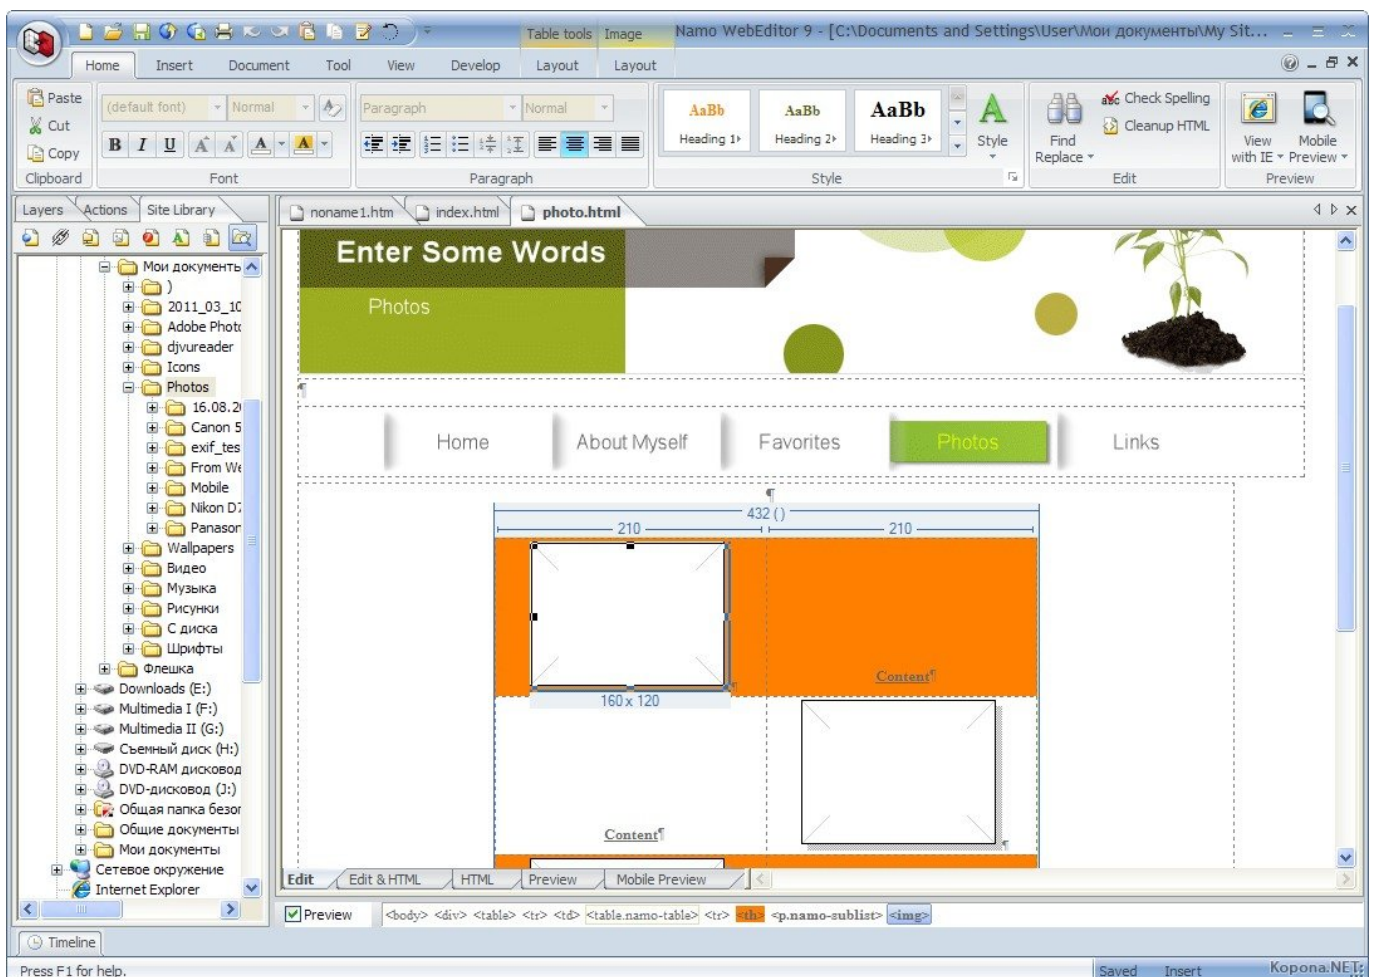 Table tools Image Namo WebEditor 9 - [C:\Documents and Settings\User\Мои документы\My Sit...
Home Insert Document Tool View Develop Layout Layout
Paste
Cut
Copy
Clipboard
(default font) Normal
B I U A A A A
Font
Paragraph Normal
Paragraph
AaBb AaBb AaBb
Heading 1 Heading 2 Heading 3
Style
Style
Find
Replace
Check Spelling
Cleanup HTML
Edit
View
with IE
Mobile
Preview
Preview
Layers Actions Site Library
noname1.htm index.html photo.html
Мои документы
)
2011_03_10
Adobe Phot
djvureader
Icons
Photos
16.08.2
Canon 5
exif_tes
From We
Mobile
Nikon D7
Panasor
Wallpapers
Видео
Музыка
Рисунки
С диска
Шрифты
Флешка
Downloads (E:)
Multimedia I (F:)
Multimedia II (G:)
Съемный диск (H:)
DVD-RAM дисковод
DVD-дисковод (J:)
Общая папка безоп
Общие документы
Мои документы
Сетевое окружение
Internet Explorer
Enter Some Words
Photos
¶
Home About Myself Favorites Photos Links
¶
432 ( )
210 210
Content¶
160 x 120
Content¶
¶
Edit Edit & HTML HTML Preview Mobile Preview
Preview <body> <div> <table> <tr> <td> <table.namo-table> <tr> <th> <p.namo-sublist> <img>
Timeline
Press F1 for help.
Saved Insert Kopona.NET